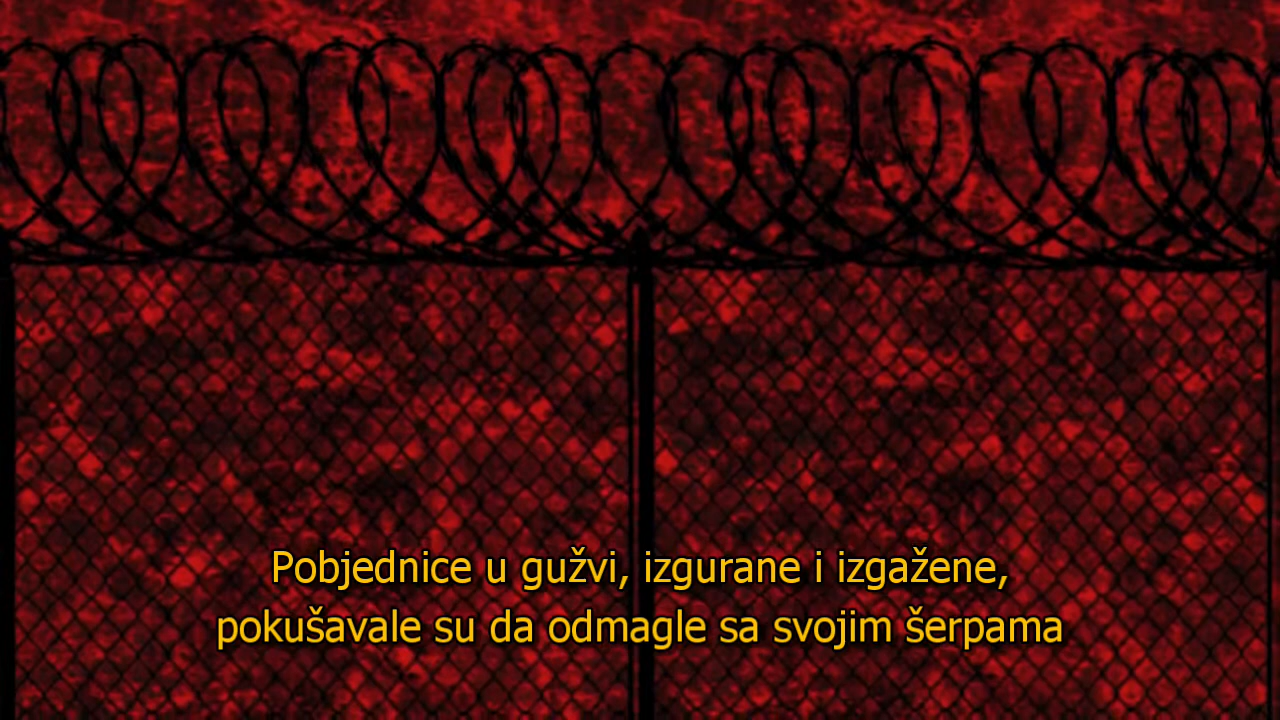 Pobjednice u gužvi, izgurane i izgažene,
pokušavale su da odmagle sa svojim šerpama